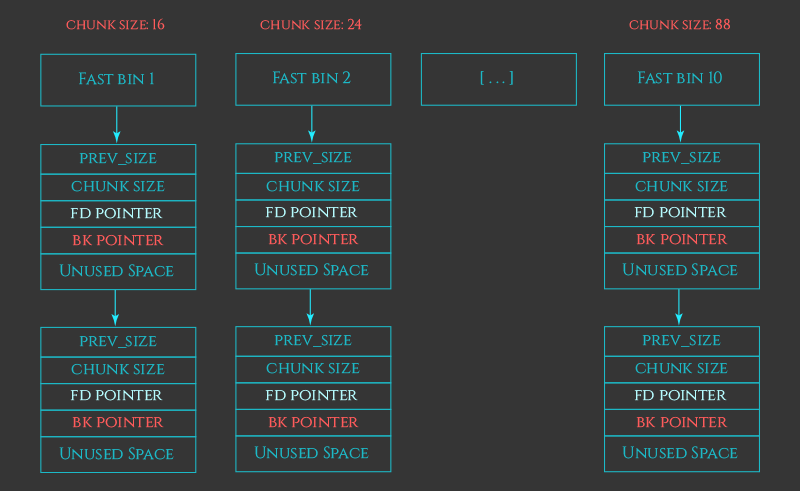 CHUNK SIZE: 16
CHUNK SIZE: 24
CHUNK SIZE: 88
FAST BIN 1
FAST BIN 2
[ . . . ]
FAST BIN 10
PREV_SIZE
CHUNK SIZE
FD POINTER
BK POINTER
UNUSED SPACE
PREV_SIZE
CHUNK SIZE
FD POINTER
BK POINTER
UNUSED SPACE
PREV_SIZE
CHUNK SIZE
FD POINTER
BK POINTER
UNUSED SPACE
PREV_SIZE
CHUNK SIZE
FD POINTER
BK POINTER
UNUSED SPACE
PREV_SIZE
CHUNK SIZE
FD POINTER
BK POINTER
UNUSED SPACE
PREV_SIZE
CHUNK SIZE
FD POINTER
BK POINTER
UNUSED SPACE